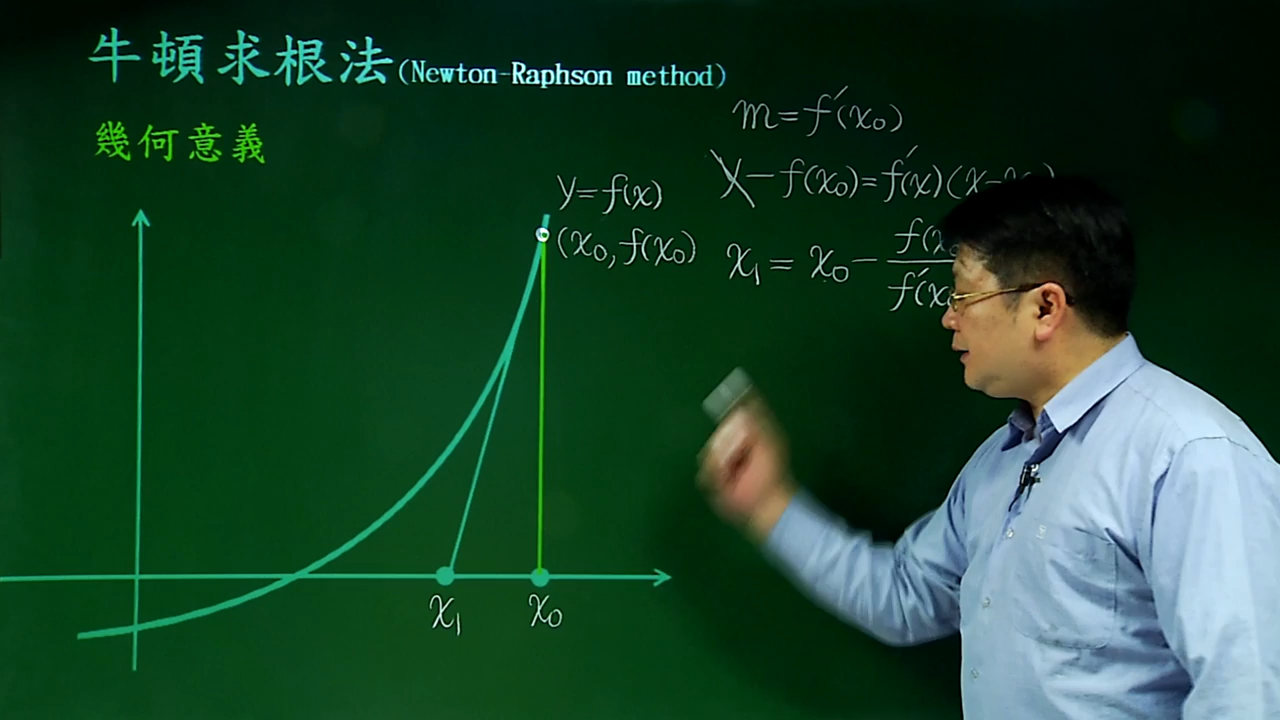 牛頓求根法(Newton-Raphson method)
幾何意義
m=f′(x₀)
y=f(x)
(x₀, f(x₀)
y-f(x₀)=f′(x)(x-x₀)
x₁ = x₀ - f(x / f′(x
x₁
x₀